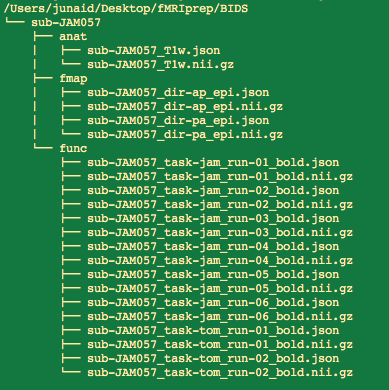 /Users/junaid/Desktop/fMRIprep/BIDS
└── sub-JAM057
    ├── anat
    │   ├── sub-JAM057_T1w.json
    │   └── sub-JAM057_T1w.nii.gz
    ├── fmap
    │   ├── sub-JAM057_dir-ap_epi.json
    │   ├── sub-JAM057_dir-ap_epi.nii.gz
    │   ├── sub-JAM057_dir-pa_epi.json
    │   └── sub-JAM057_dir-pa_epi.nii.gz
    └── func
        ├── sub-JAM057_task-jam_run-01_bold.json
        ├── sub-JAM057_task-jam_run-01_bold.nii.gz
        ├── sub-JAM057_task-jam_run-02_bold.json
        ├── sub-JAM057_task-jam_run-02_bold.nii.gz
        ├── sub-JAM057_task-jam_run-03_bold.json
        ├── sub-JAM057_task-jam_run-03_bold.nii.gz
        ├── sub-JAM057_task-jam_run-04_bold.json
        ├── sub-JAM057_task-jam_run-04_bold.nii.gz
        ├── sub-JAM057_task-jam_run-05_bold.json
        ├── sub-JAM057_task-jam_run-05_bold.nii.gz
        ├── sub-JAM057_task-jam_run-06_bold.json
        ├── sub-JAM057_task-jam_run-06_bold.nii.gz
        ├── sub-JAM057_task-tom_run-01_bold.json
        ├── sub-JAM057_task-tom_run-01_bold.nii.gz
        ├── sub-JAM057_task-tom_run-02_bold.json
        └── sub-JAM057_task-tom_run-02_bold.nii.gz